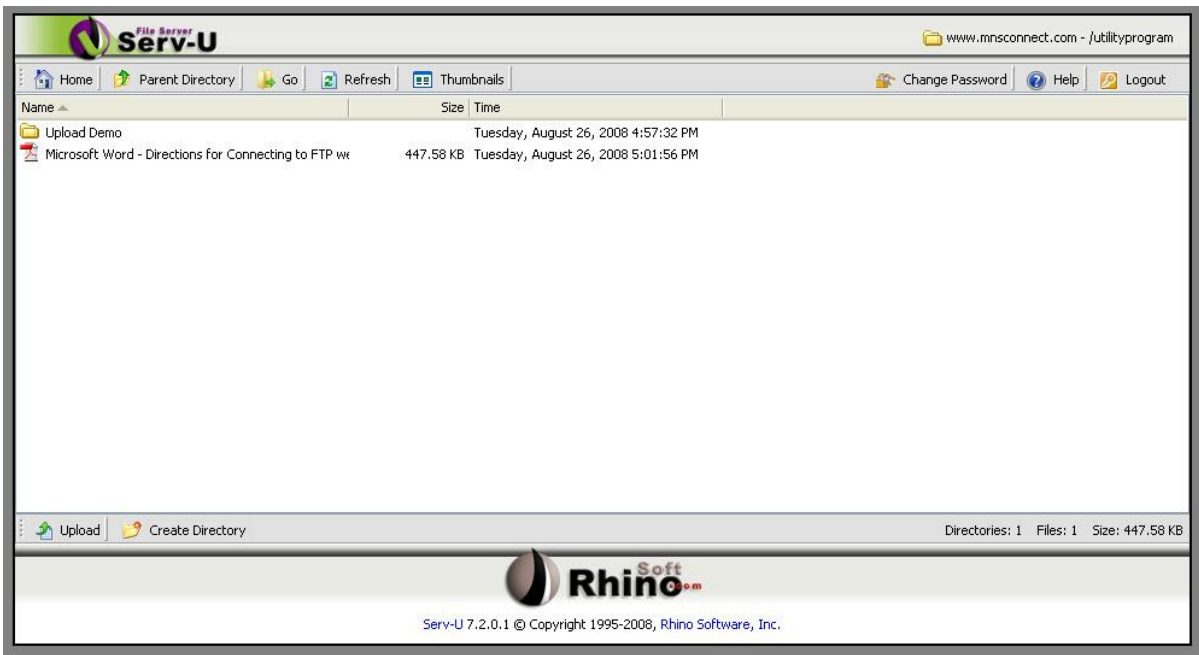 File Server
Serv-U
www.mnsconnect.com - /utilityprogram
Home Parent Directory Go Refresh Thumbnails Change Password Help Logout
Name Size Time
Upload Demo Tuesday, August 26, 2008 4:57:32 PM
Microsoft Word - Directions for Connecting to FTP we 447.58 KB Tuesday, August 26, 2008 5:01:56 PM
Upload Create Directory Directories: 1 Files: 1 Size: 447.58 KB
RhinoSoft.com
Serv-U 7.2.0.1 © Copyright 1995-2008, Rhino Software, Inc.